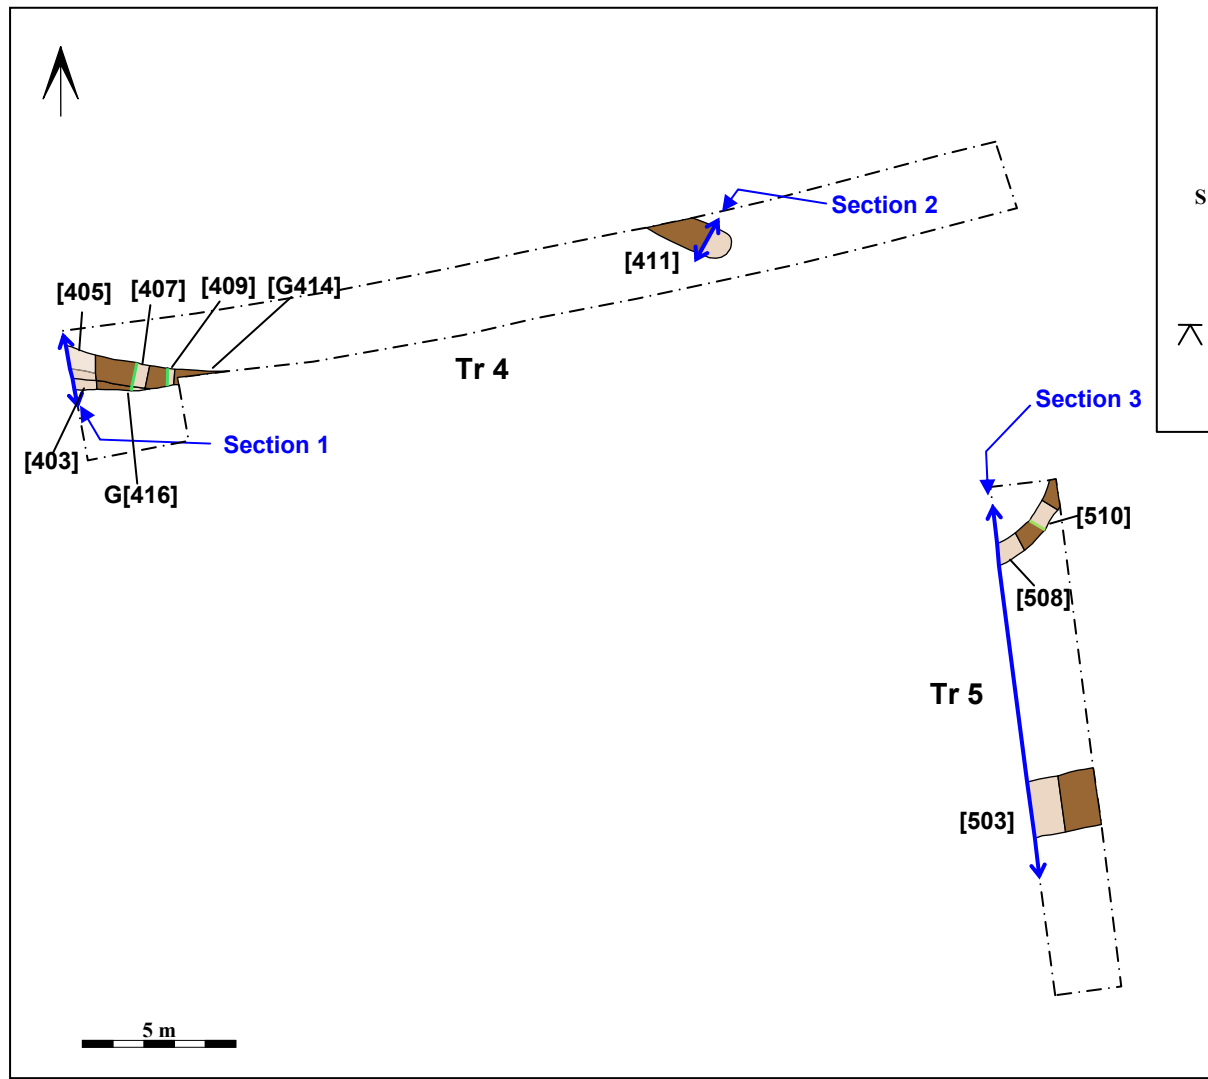 S
Section 2
[411]
[405] [407] [409] [G414]
Tr 4
Section 3
Section 1
[403]
G[416]
[510]
[508]
Tr 5
[503]
5 m